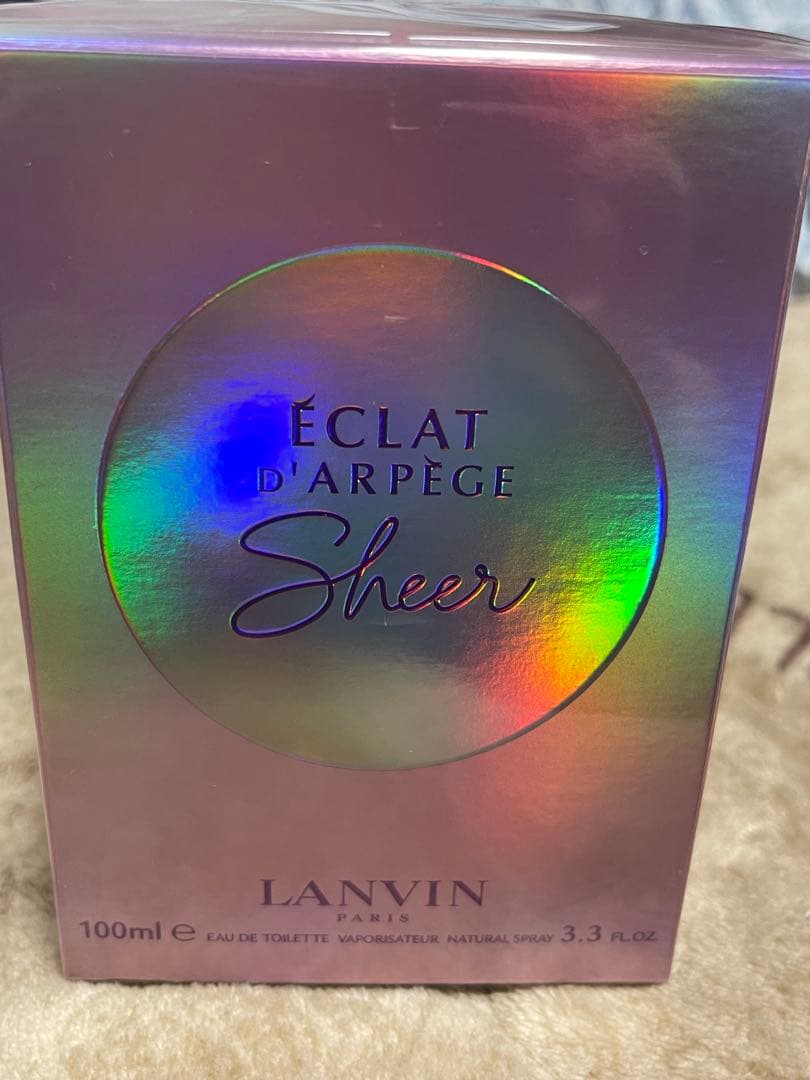 ÉCLAT
D'ARPÈGE
Sheer
LANVIN
PARIS
100ml e EAU DE TOILETTE VAPORISATEUR NATURAL SPRAY 3.3 FL.OZ